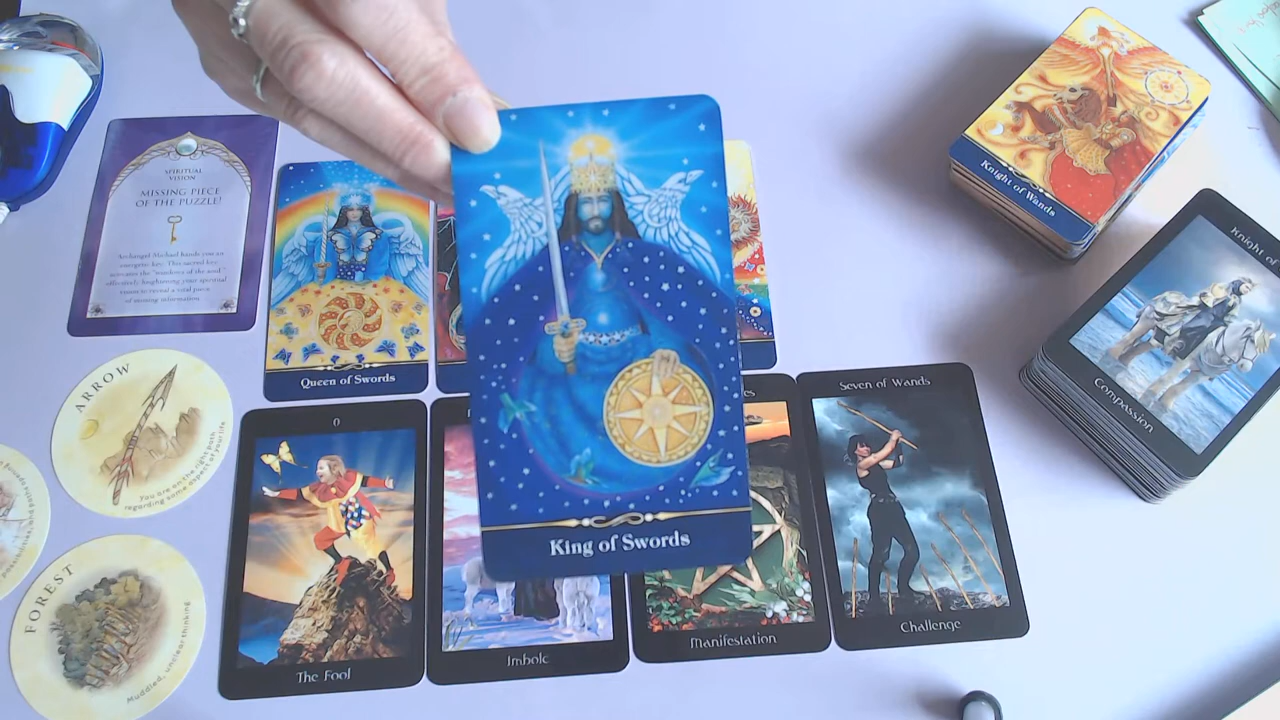 SPIRITUAL
VISION
MISSING PIECE
OF THE PUZZLE!
Archangel Michael hands you an
energetic key. This sacred key
activates the "windows of the soul,"
effectively heightening your spiritual
vision to reveal a vital piece
of missing information.
Queen of Swords
King of Swords
Knight of Wands
Knight of
Compassion
ARROW
You are on the right path
regarding some aspect of your life
FOREST
Muddled, unclear thinking
0
The Fool
Imbolc
Manifestation
Seven of Wands
Challenge